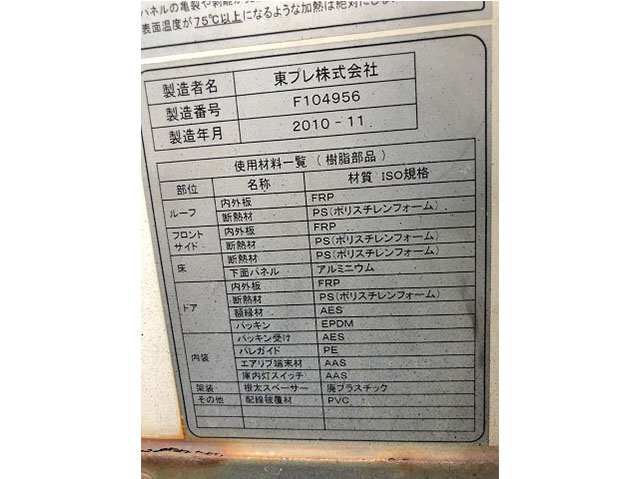 パネルの亀裂や剥離が
表面温度が75℃以上になるような加熱は絶対に
製造者名 東プレ株式会社
製造番号 F104956
製造年月 2010-11
使用材料一覧(樹脂部品)
部位 名称 材質 ISO規格
ルーフ 内外板 FRP
断熱材 PS(ポリスチレンフォーム)
フロントサイド 内外板 FRP
断熱材 PS(ポリスチレンフォーム)
床 断熱材 PS(ポリスチレンフォーム)
下面パネル アルミニウム
ドア 内外板 FRP
断熱材 PS(ポリスチレンフォーム)
額縁材 AES
パッキン EPDM
内装 パッキン受け AES
バレガイド PE
エアリブ端末材 AAS
庫内灯スイッチ AAS
架装 根太スペーサー 廃プラスチック
その他 配線被覆材 PVC